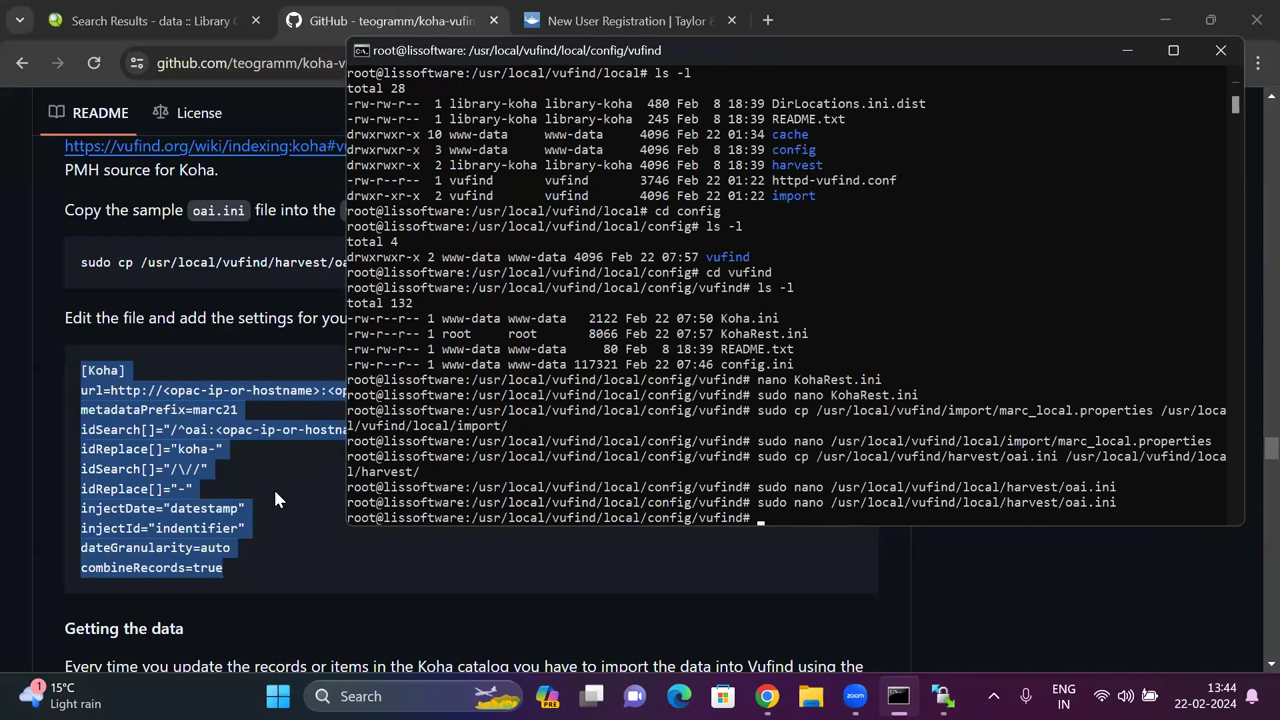 Search Results - data :: Library (
GitHub - teogramm/koha-vufin
New User Registration | Taylor &
root@lissoftware: /usr/local/vufind/local/config/vufind
github.com/teogramm/koha-v
README
License
https://vufind.org/wiki/indexing:koha#v
PMH source for Koha.
Copy the sample oai.ini file into the
sudo cp /usr/local/vufind/harvest/oa
Edit the file and add the settings for you
[Koha]
url=http://<opac-ip-or-hostname>:<op
metadataPrefix=marc21
idSearch[]="/^oai:<opac-ip-or-hostna
idReplace[]="koha-"
idSearch[]="/\//"
idReplace[]="-"
injectDate="datestamp"
injectId="indentifier"
dateGranularity=auto
combineRecords=true
Getting the data
Every time you update the records or items in the Koha catalog you have to import the data into Vufind using the
root@lissoftware:/usr/local/vufind/local# ls -l
total 28
-rw-rw-r-- 1 library-koha library-koha 480 Feb 8 18:39 DirLocations.ini.dist
-rw-rw-r-- 1 library-koha library-koha 245 Feb 8 18:39 README.txt
drwxrwxr-x 10 www-data www-data 4096 Feb 22 01:34 cache
drwxrwxr-x 3 www-data www-data 4096 Feb 22 01:22 config
drwxrwxr-x 2 library-koha library-koha 4096 Feb 8 18:39 harvest
-rw-rw-r-- 1 vufind vufind 3746 Feb 22 01:22 httpd-vufind.conf
drwxr-xr-x 2 vufind vufind 4096 Feb 22 01:22 import
root@lissoftware:/usr/local/vufind/local# cd config
root@lissoftware:/usr/local/vufind/local/config# ls -l
total 4
drwxrwxr-x 2 www-data www-data 4096 Feb 22 07:57 vufind
root@lissoftware:/usr/local/vufind/local/config# cd vufind
root@lissoftware:/usr/local/vufind/local/config/vufind# ls -l
total 132
-rw-r--r-- 1 www-data www-data 2122 Feb 22 07:50 Koha.ini
-rw-r--r-- 1 root root 8066 Feb 22 07:57 KohaRest.ini
-rw-rw-r-- 1 www-data www-data 80 Feb 8 18:39 README.txt
-rw-r--r-- 1 www-data www-data 117321 Feb 22 07:46 config.ini
root@lissoftware:/usr/local/vufind/local/config/vufind# nano KohaRest.ini
root@lissoftware:/usr/local/vufind/local/config/vufind# sudo nano KohaRest.ini
root@lissoftware:/usr/local/vufind/local/config/vufind# sudo cp /usr/local/vufind/import/marc_local.properties /usr/loca
l/vufind/local/import/
root@lissoftware:/usr/local/vufind/local/config/vufind# sudo nano /usr/local/vufind/local/import/marc_local.properties
root@lissoftware:/usr/local/vufind/local/config/vufind# sudo cp /usr/local/vufind/harvest/oai.ini /usr/local/vufind/loca
l/harvest/
root@lissoftware:/usr/local/vufind/local/config/vufind# sudo nano /usr/local/vufind/local/harvest/oai.ini
root@lissoftware:/usr/local/vufind/local/config/vufind# sudo nano /usr/local/vufind/local/harvest/oai.ini
root@lissoftware:/usr/local/vufind/local/config/vufind#
1
15°C
Light rain
Search
PRE
zoom
ENG
IN
13:44
22-02-2024